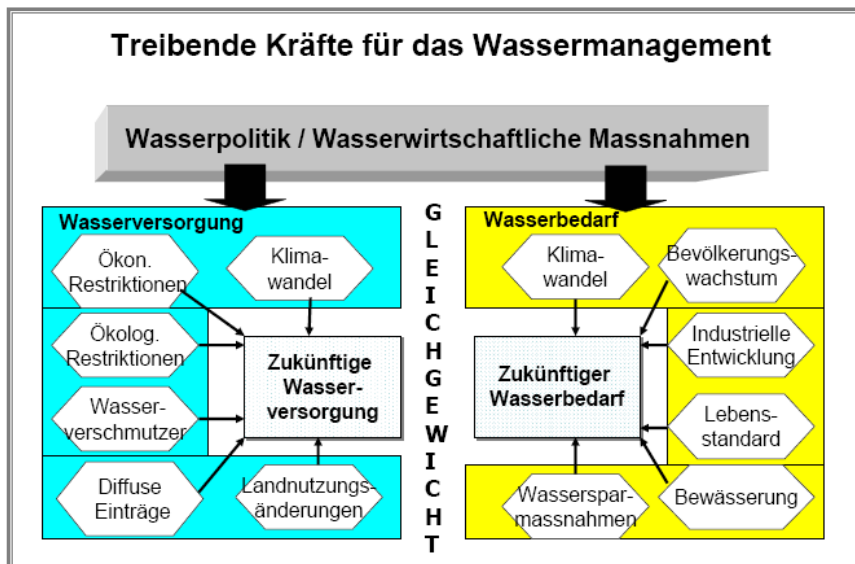 Treibende Kräfte für das Wassermanagement
Wasserpolitik / Wasserwirtschaftliche Massnahmen
Wasserversorgung
Ökon.
Restriktionen
Klima-
wandel
Ökolog.
Restriktionen
Wasser-
verschmutzer
Diffuse
Einträge
Landnutzungs-
änderungen
Zukünftige
Wasser-
versorgung
G
L
E
I
C
H
G
E
W
I
C
H
T
Wasserbedarf
Klima-
wandel
Bevölkerungs-
wachstum
Industrielle
Entwicklung
Lebens-
standard
Bewässerung
Wasserspar-
massnahmen
Zukünftiger
Wasserbedarf